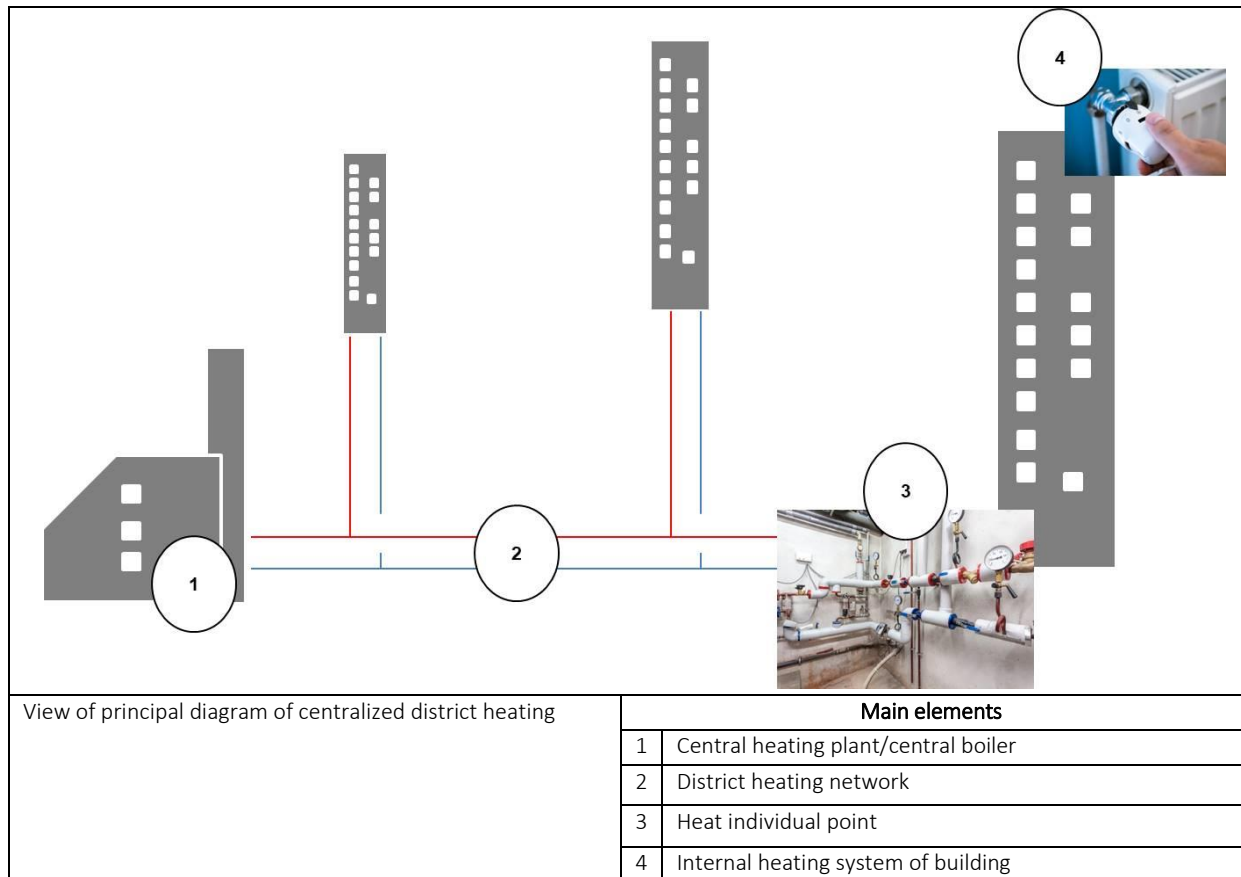 4
3
2
1
View of principal diagram of centralized district heating
Main elements
1 Central heating plant/central boiler
2 District heating network
3 Heat individual point
4 Internal heating system of building